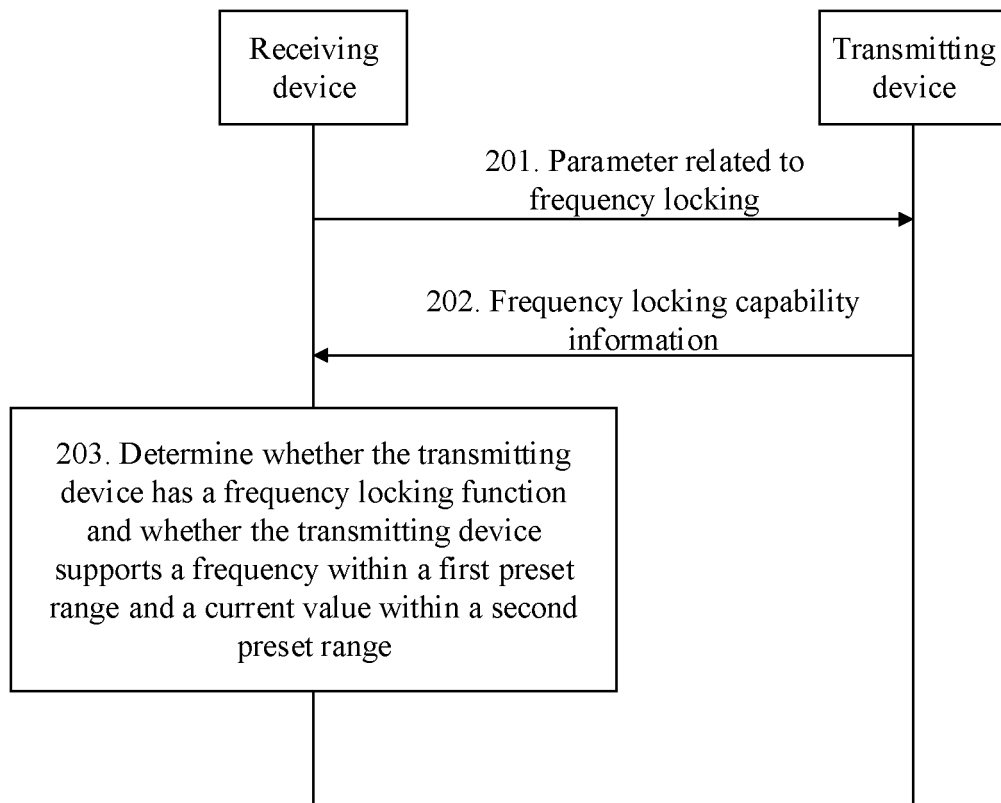 Receiving
device
Transmitting
device
201. Parameter related to
frequency locking
202. Frequency locking capability
information
203. Determine whether the transmitting
device has a frequency locking function
and whether the transmitting device
supports a frequency within a first preset
range and a current value within a second
preset range